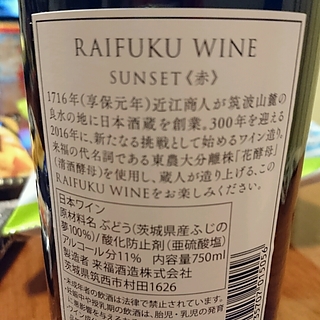 RAIFUKU WINE
SUNSET《赤》
1716年(享保元年)近江商人が筑波山麓の
良水の地に日本酒蔵を創業。300年を迎える
2016年に、新たなる挑戦として始めるワイン造り。
来福の代名詞である東農大分離株「花酵母」
(清酒酵母)を使用し、蔵人が造り上げる、この
RAIFUKU WINEをお楽しみください。
日本ワイン
原材料名 ぶどう(茨城県産ふじの
夢100%)/酸化防止剤(亜硫酸塩)
アルコール分11% 内容量750ml
製造者 来福酒造株式会社
茨城県筑西市村田1626
・未成年者の飲酒は法律で禁止されています。
・妊娠中や授乳期の飲酒は、胎児・乳児の発育